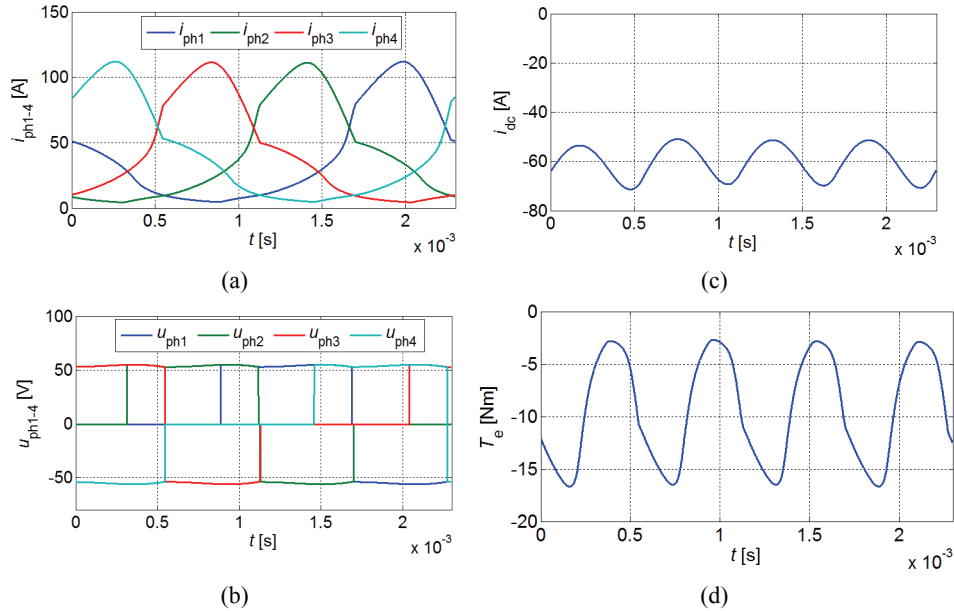 150
100
50
0
i_ph1-4 [A]
i_ph1 i_ph2 i_ph3 i_ph4
0 0.5 1 1.5 2
t [s]
x 10^-3
(a)
0
-20
-40
-60
-80
i_dc [A]
0 0.5 1 1.5 2
t [s]
x 10^-3
(c)
100
50
0
-50
u_ph1-4 [V]
u_ph1 u_ph2 u_ph3 u_ph4
0 0.5 1 1.5 2
t [s]
x 10^-3
(b)
0
-5
-10
-15
-20
T_e [Nm]
0 0.5 1 1.5 2
t [s]
x 10^-3
(d)